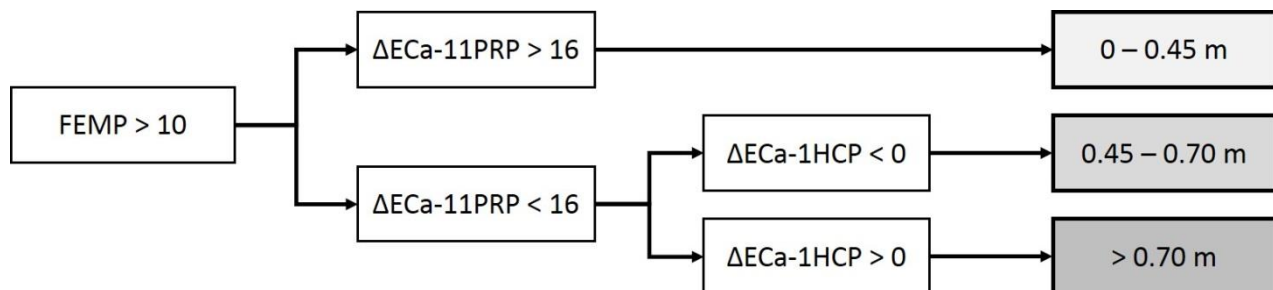 FEMP > 10
ΔECa-11PRP > 16
0 – 0.45 m
ΔECa-11PRP < 16
ΔECa-1HCP < 0
0.45 – 0.70 m
ΔECa-1HCP > 0
> 0.70 m